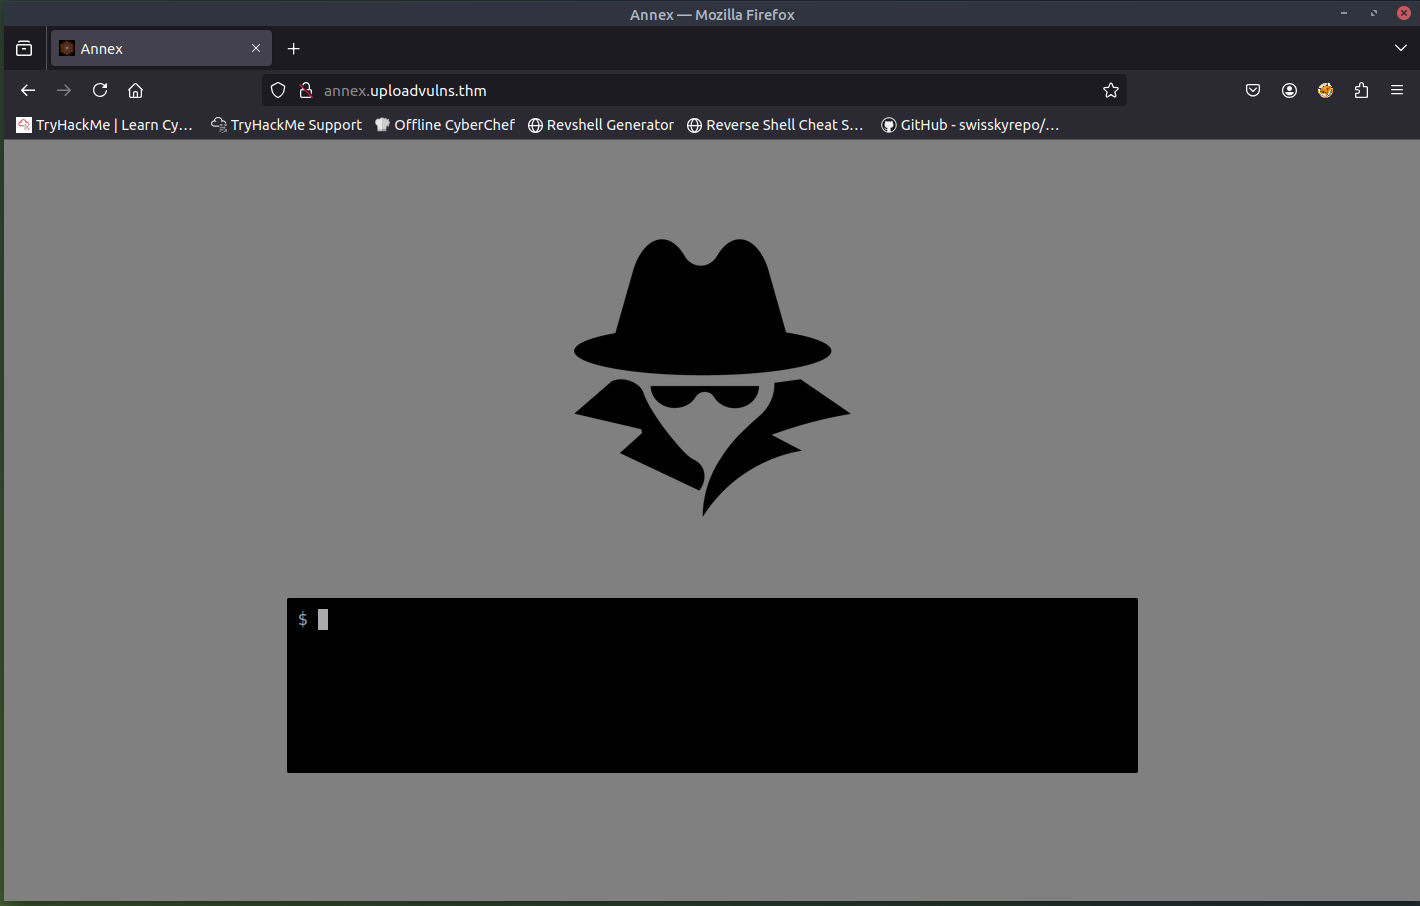 Annex — Mozilla Firefox
Annex
annex.uploadvulns.thm
TryHackMe | Learn Cy... TryHackMe Support Offline CyberChef Revshell Generator Reverse Shell Cheat S... GitHub - swisskyrepo/...
$